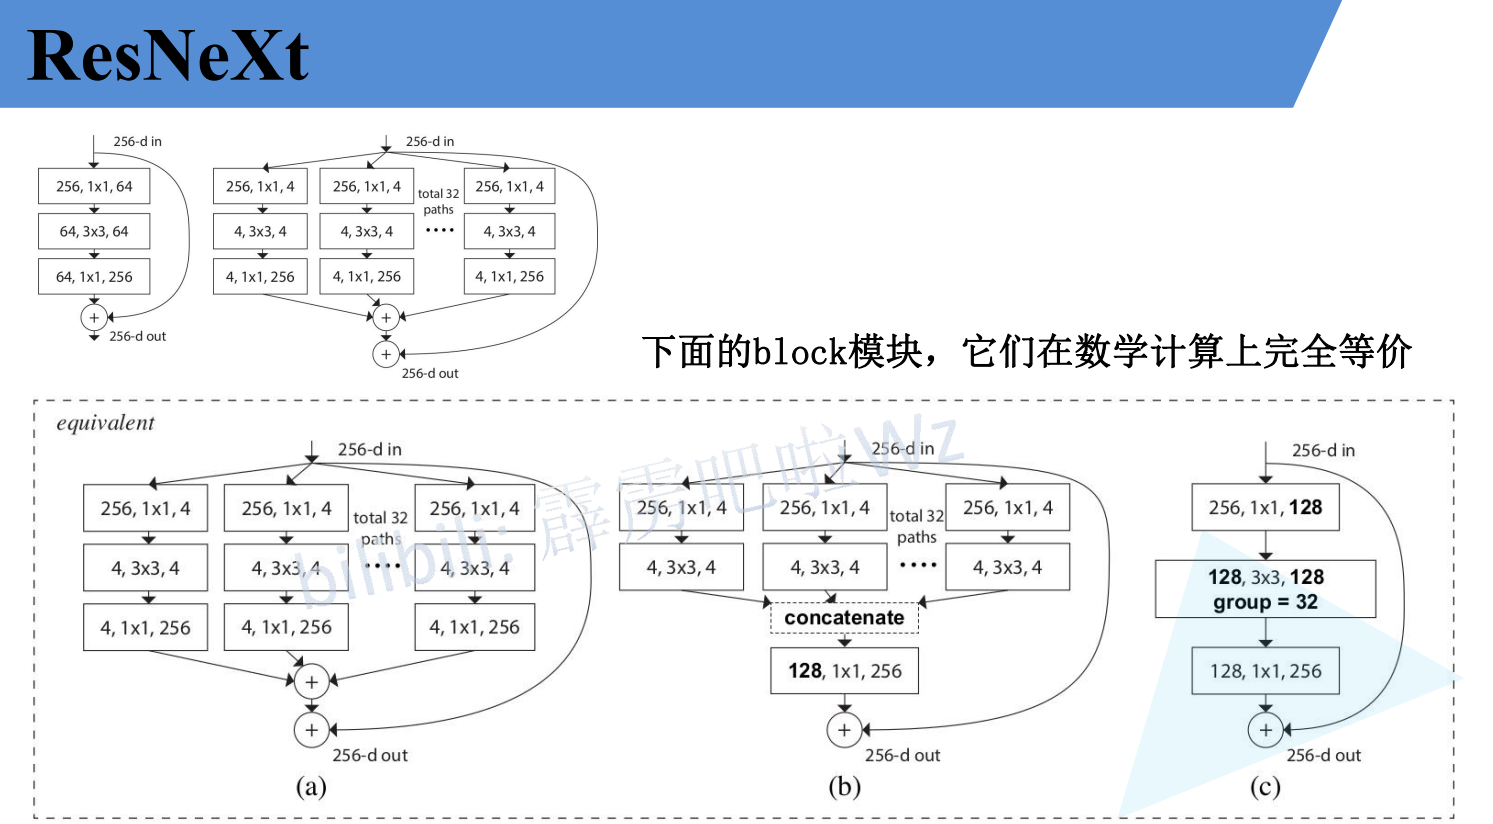 ResNeXt
256-d in
256, 1x1, 64
64, 3x3, 64
64, 1x1, 256
+
256-d out
256-d in
256, 1x1, 4
256, 1x1, 4
total 32
paths
256, 1x1, 4
4, 3x3, 4
4, 3x3, 4
····
4, 3x3, 4
4, 1x1, 256
4, 1x1, 256
4, 1x1, 256
+
+
256-d out
下面的block模块，它们在数学计算上完全等价
equivalent
256-d in
256, 1x1, 4
256, 1x1, 4
total 32
paths
256, 1x1, 4
4, 3x3, 4
4, 3x3, 4
····
4, 3x3, 4
4, 1x1, 256
4, 1x1, 256
4, 1x1, 256
+
+
256-d out
(a)
256-d in
256, 1x1, 4
256, 1x1, 4
total 32
paths
256, 1x1, 4
4, 3x3, 4
4, 3x3, 4
····
4, 3x3, 4
concatenate
128, 1x1, 256
+
256-d out
(b)
256-d in
256, 1x1, 128
128, 3x3, 128
group = 32
128, 1x1, 256
+
256-d out
(c)
bilibili: 霹雳吧啦Wz